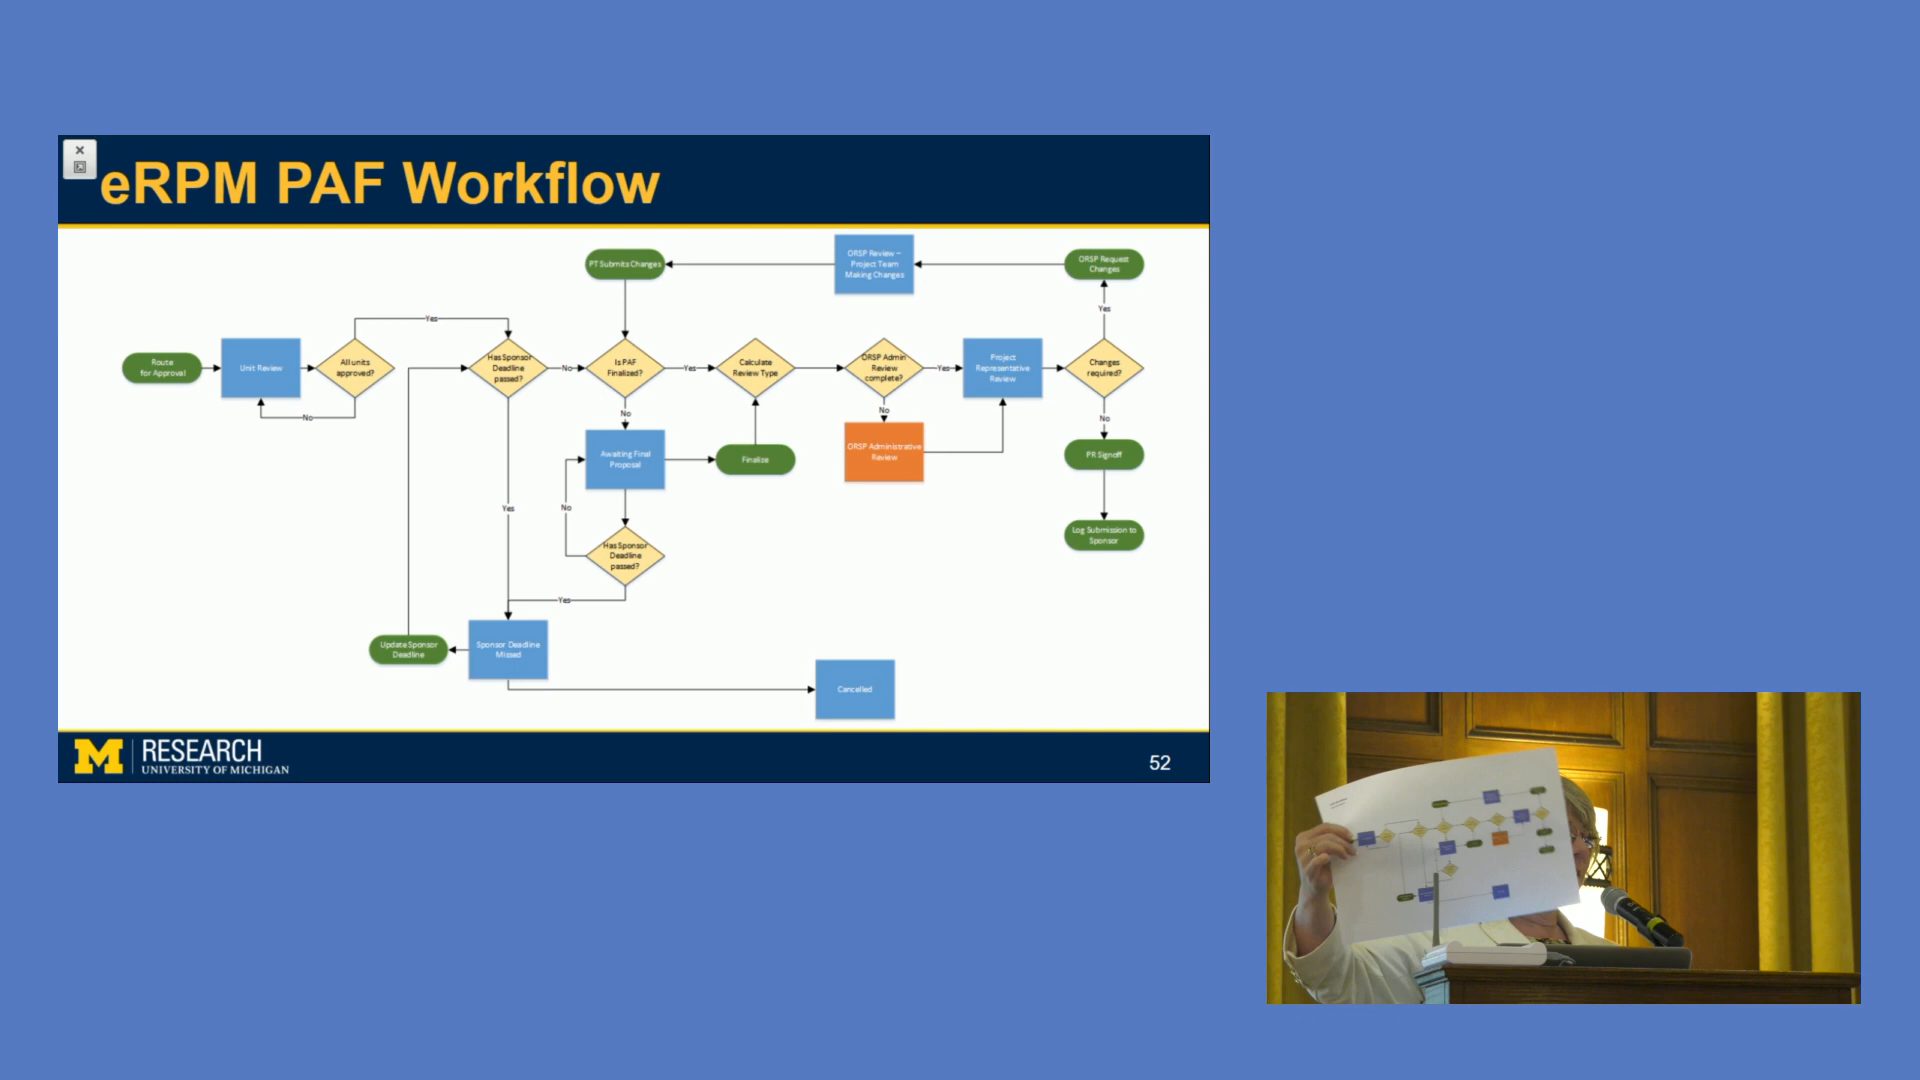 eRPM PAF Workflow
PT Submits Changes
ORSP Review –
Project Team
Making Changes
ORSP Request
Changes
Yes
Yes
Route
for Approval
Unit Review
All units
approved?
Has Sponsor
Deadline
passed?
No
Is PAF
Finalized?
Yes
Calculate
Review Type
ORSP Admin
Review
complete?
Yes
Project
Representative
Review
Changes
required?
No
No
No
No
Awaiting Final
Proposal
Finalize
ORSP Administrative
Review
PR Signoff
Yes
No
Has Sponsor
Deadline
passed?
Log Submission to
Sponsor
Yes
Update Sponsor
Deadline
Sponsor Deadline
Missed
Cancelled
M RESEARCH
UNIVERSITY OF MICHIGAN
52